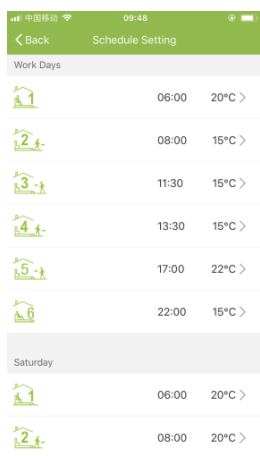 中国移动 09:48
Back Schedule Setting
Work Days
1 06:00 20°C
2 08:00 15°C
3 11:30 15°C
4 13:30 15°C
5 17:00 22°C
6 22:00 15°C
Saturday
1 06:00 20°C
2 08:00 20°C